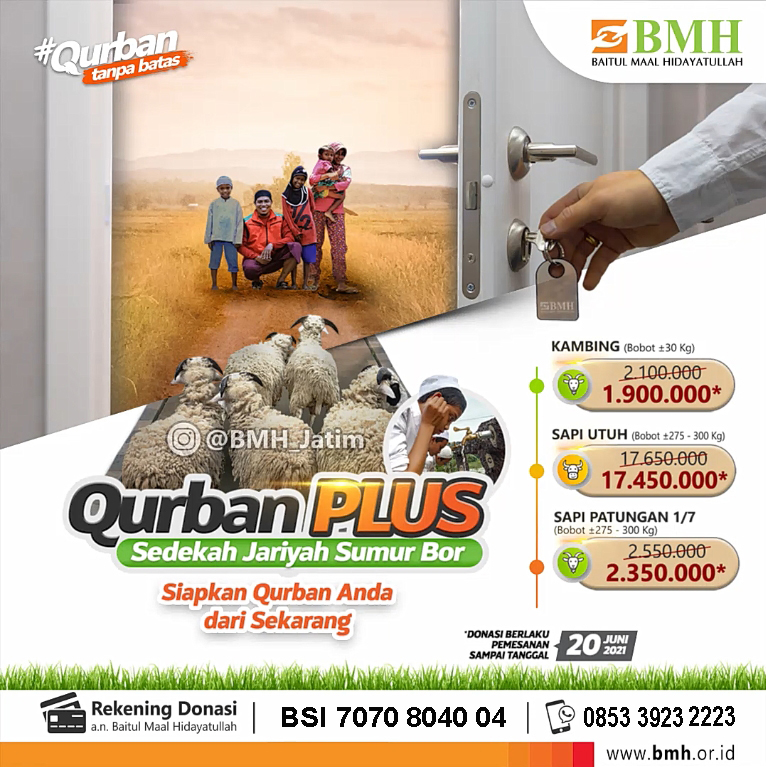 #Qurban
tanpa batas
BMH
BAITUL MAAL HIDAYATULLAH
BMH
KAMBING (Bobot ±30 Kg)
2.100.000
1.900.000*
SAPI UTUH (Bobot ±275 - 300 Kg)
17.650.000
17.450.000*
SAPI PATUNGAN 1/7
(Bobot ±275 - 300 Kg)
2.550.000
2.350.000*
@BMH_Jatim
Qurban PLUS
Sedekah Jariyah Sumur Bor
Siapkan Qurban Anda
dari Sekarang
*DONASI BERLAKU
PEMESANAN
SAMPAI TANGGAL
20 JUNI
2021
Rekening Donasi
a.n. Baitul Maal Hidayatullah
BSI 7070 8040 04
0853 3923 2223
www.bmh.or.id